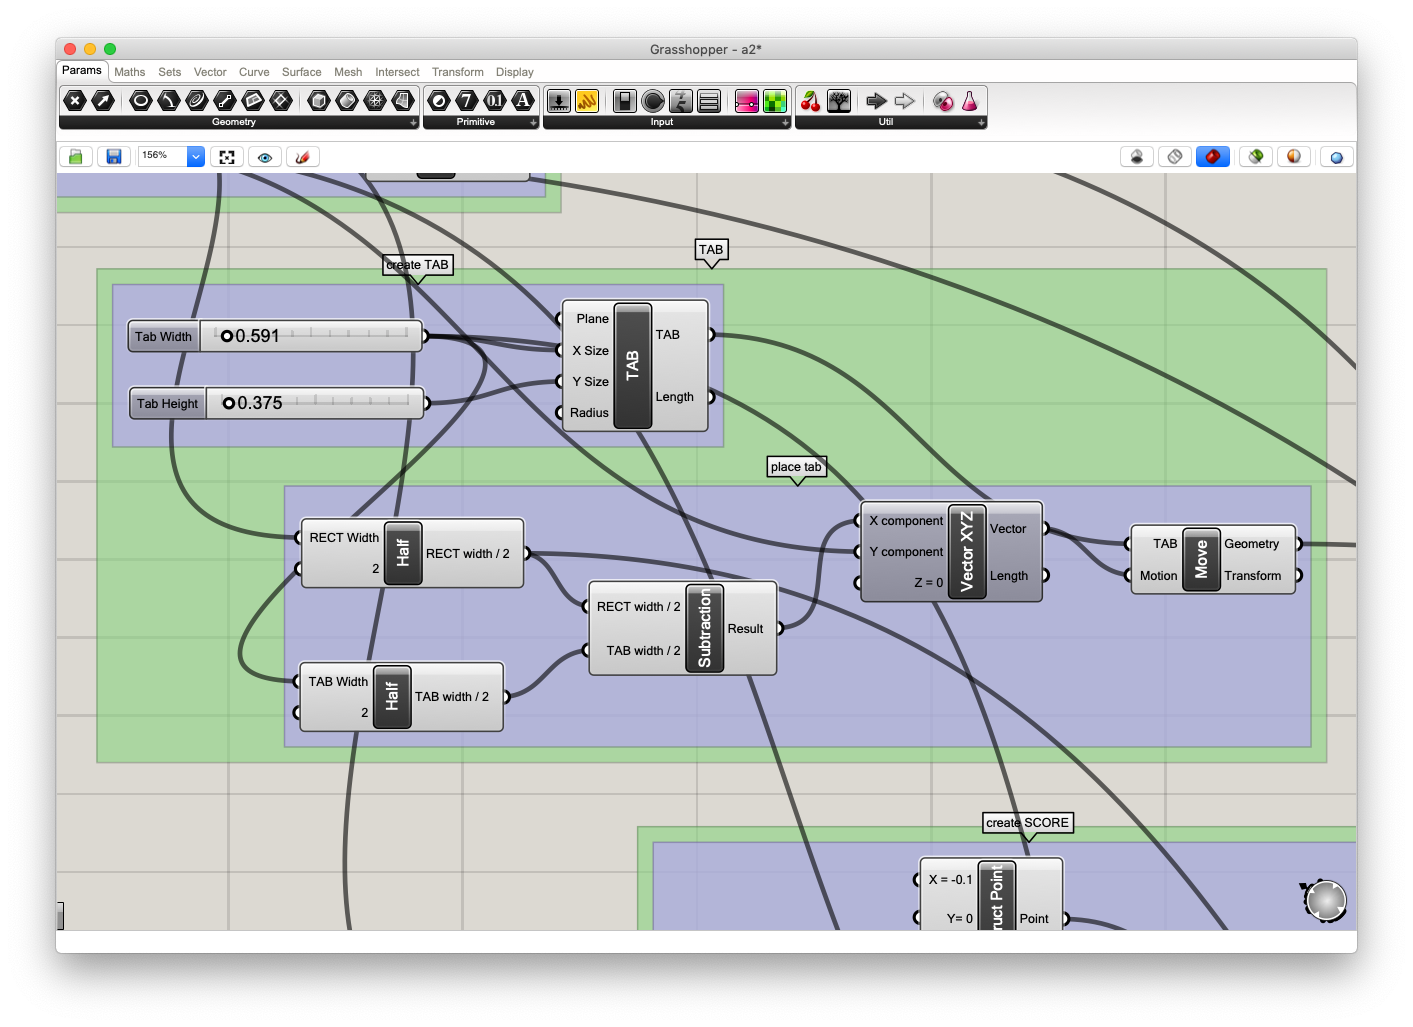 Grasshopper - a2*
Params Maths Sets Vector Curve Surface Mesh Intersect Transform Display
7 0.1 A
Geometry Primitive Input Util
156%
TAB
create TAB
Plane
TAB
Tab Width 0.591
X Size
TAB
Y Size
Tab Height 0.375
Length
Radius
place tab
X component
Vector
RECT Width
Half
RECT width / 2
Y component
Vector XYZ
TAB
Move
Geometry
2
Z = 0
Length
Motion
Transform
RECT width / 2
Subtraction
Result
TAB width / 2
TAB Width
Half
TAB width / 2
2
create SCORE
X = -0.1
ruct Point
Y= 0
Point